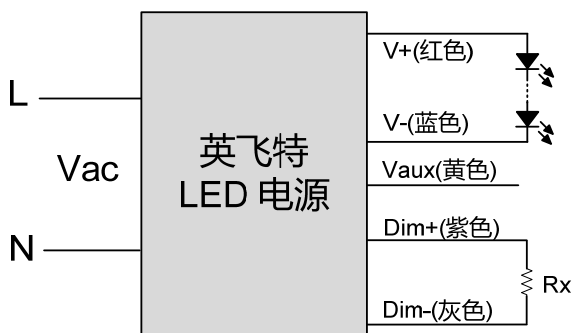 V+(红色)
L
V-(蓝色)
英飞特
LED 电源
Vac
Vaux(黄色)
Dim+(紫色)
N
Rx
Dim-(灰色)